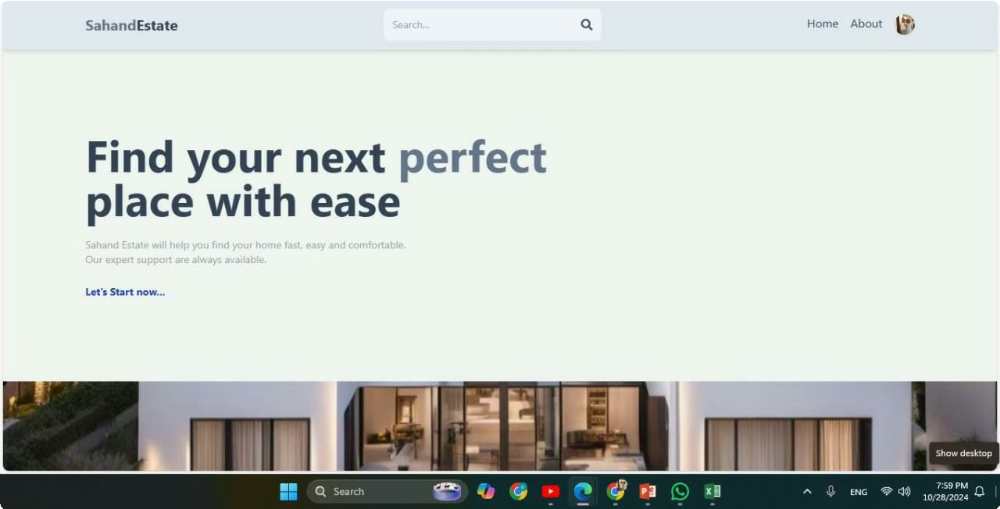 SahandEstate
Search...
Home About
Find your next perfect
place with ease
Sahand Estate will help you find your home fast, easy and comfortable.
Our expert support are always available.
Let's Start now...
Show desktop
Search
ENG
7:59 PM
10/28/2024